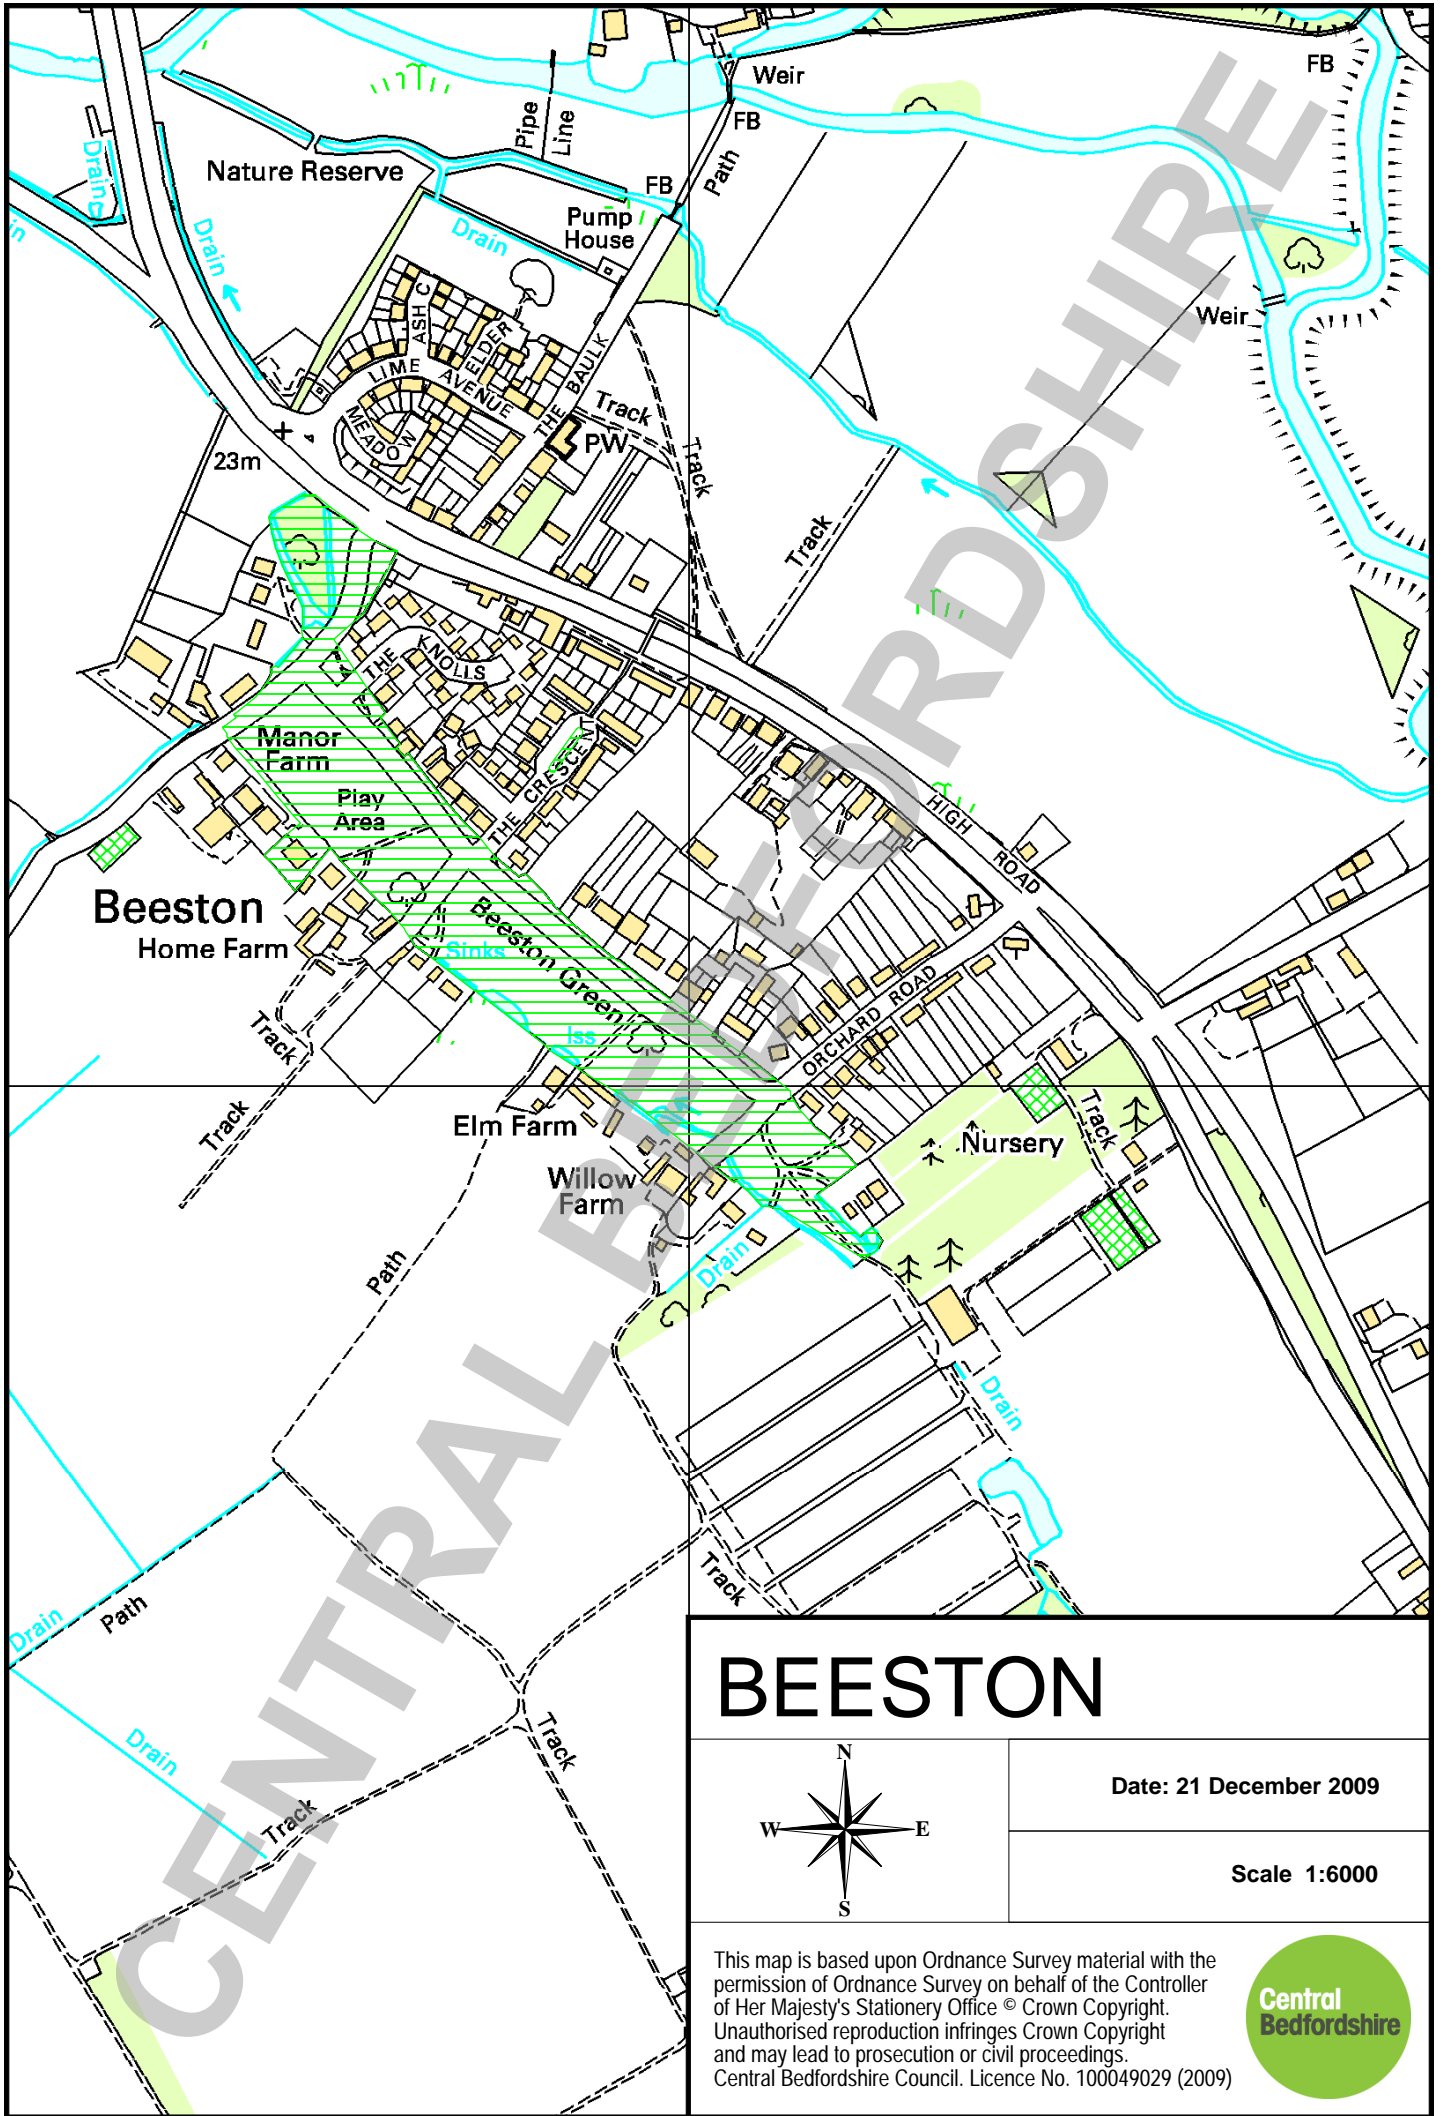 Weir
FB
FB
Pipe
Line
Path
Drain
Nature Reserve
FB
Pump
House
Drain
Drain
in
Weir
ASH C
ELDER
LIME
AVENUE
THE BAULK
MEADOW
Track
PW
Track
23m
Track
THE
KNOLLS
Manor
Farm
THE CRESCENT
Play
Area
HIGH
ROAD
Beeston
Home Farm
Beeston Green
Sinks
Iss
ORCHARD ROAD
Track
Track
Elm Farm
Track
Nursery
Willow
Farm
Drain
Path
Drain
Track
Drain
Path
Drain
Track
Track
CENTRAL BEDFORDSHIRE
BEESTON
N
W
E
S
Date: 21 December 2009
Scale 1:6000
This map is based upon Ordnance Survey material with the
permission of Ordnance Survey on behalf of the Controller
of Her Majesty's Stationery Office © Crown Copyright.
Unauthorised reproduction infringes Crown Copyright
and may lead to prosecution or civil proceedings.
Central Bedfordshire Council. Licence No. 100049029 (2009)
Central
Bedfordshire